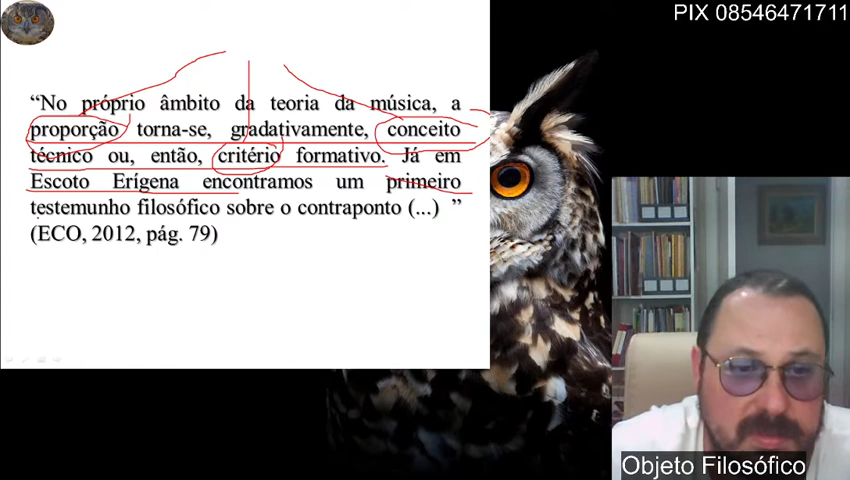 PIX 08546471711
“No próprio âmbito da teoria da música, a
proporção torna-se, gradativamente, conceito
técnico ou, então, critério formativo. Já em
Escoto Erígena encontramos um primeiro
testemunho filosófico sobre o contraponto (...) ”
(ECO, 2012, pág. 79)
Objeto Filosófico